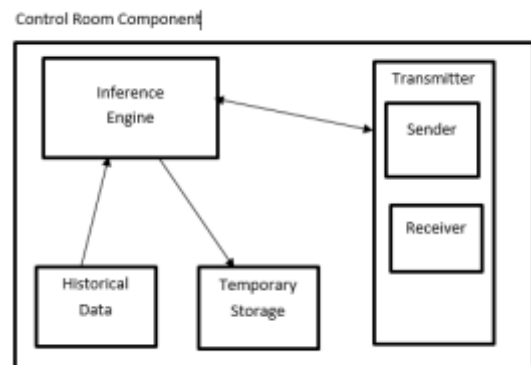 Control Room Component
Inference
Engine
Transmitter
Sender
Receiver
Historical
Data
Temporary
Storage